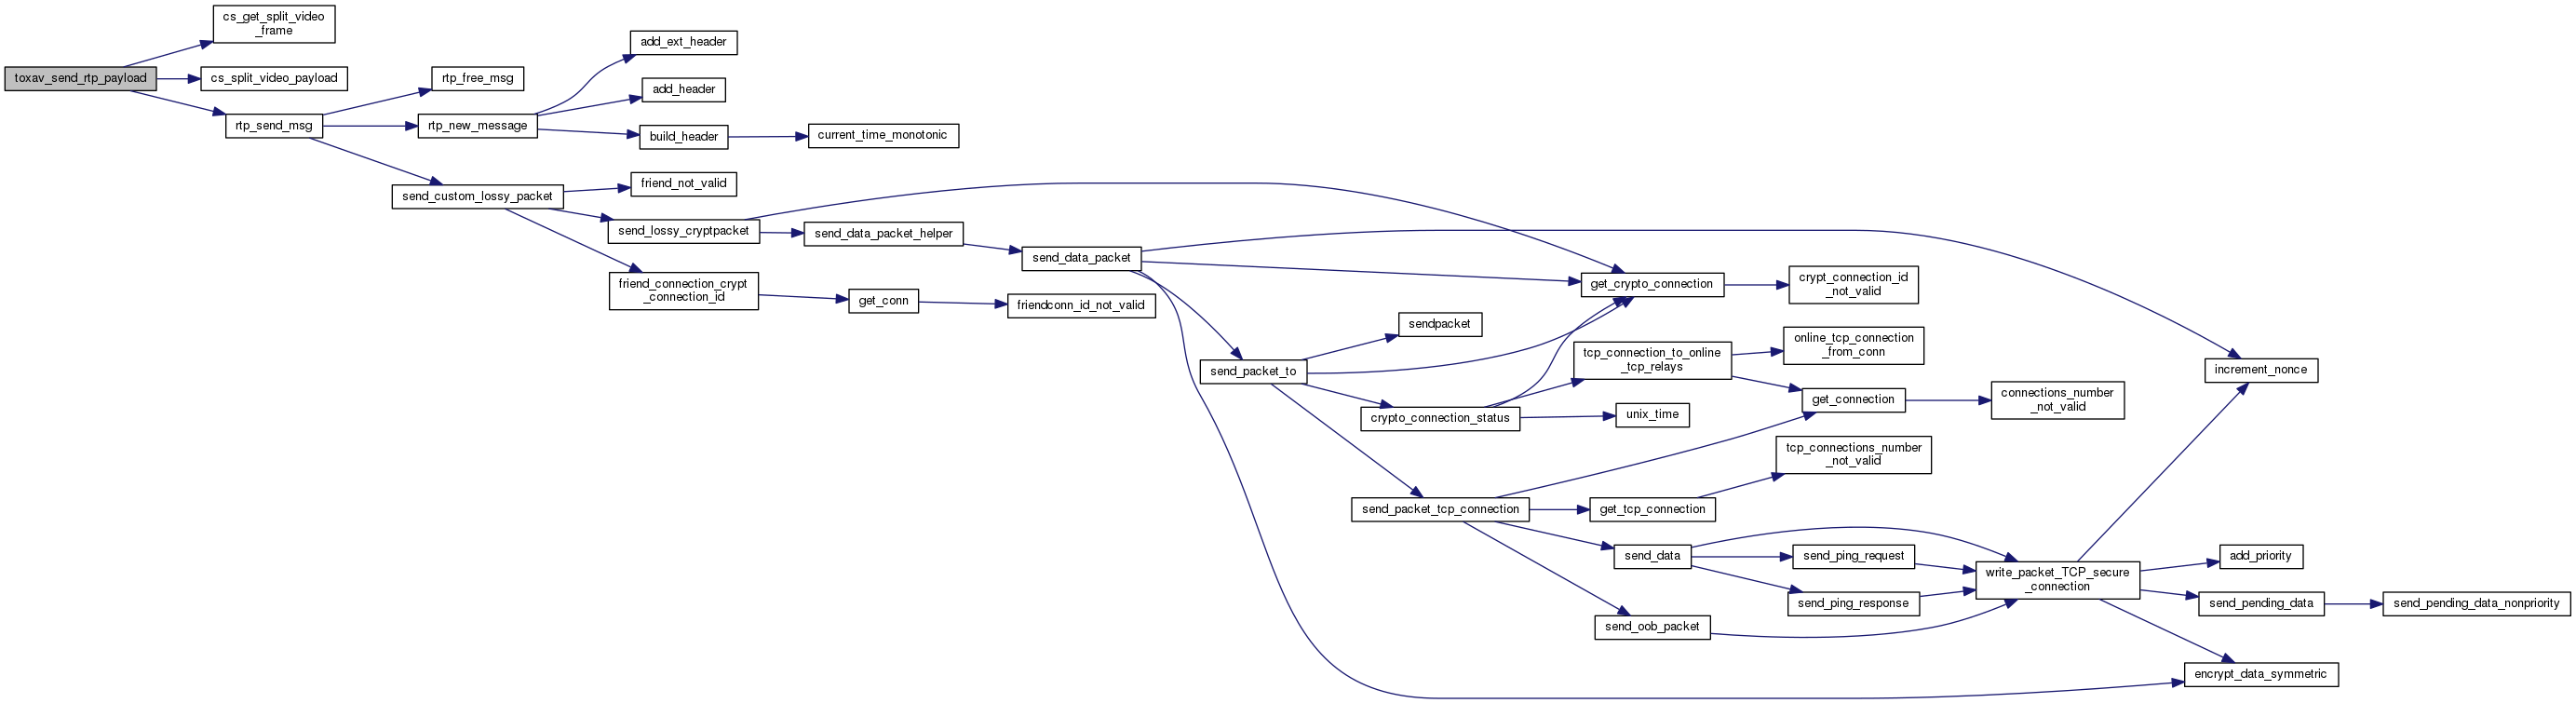 cs_get_split_video
_frame
toxav_send_rtp_payload
cs_split_video_payload
rtp_send_msg
rtp_free_msg
rtp_new_message
send_custom_lossy_packet
add_ext_header
add_header
build_header
current_time_monotonic
friend_not_valid
send_lossy_cryptpacket
friend_connection_crypt
_connection_id
send_data_packet_helper
get_conn
friendconn_id_not_valid
send_data_packet
send_packet_to
sendpacket
crypto_connection_status
send_packet_tcp_connection
get_crypto_connection
crypt_connection_id
_not_valid
tcp_connection_to_online
_tcp_relays
online_tcp_connection
_from_conn
unix_time
get_connection
connections_number
_not_valid
tcp_connections_number
_not_valid
get_tcp_connection
send_data
send_ping_request
send_ping_response
send_oob_packet
write_packet_TCP_secure
_connection
increment_nonce
add_priority
send_pending_data
send_pending_data_nonpriority
encrypt_data_symmetric